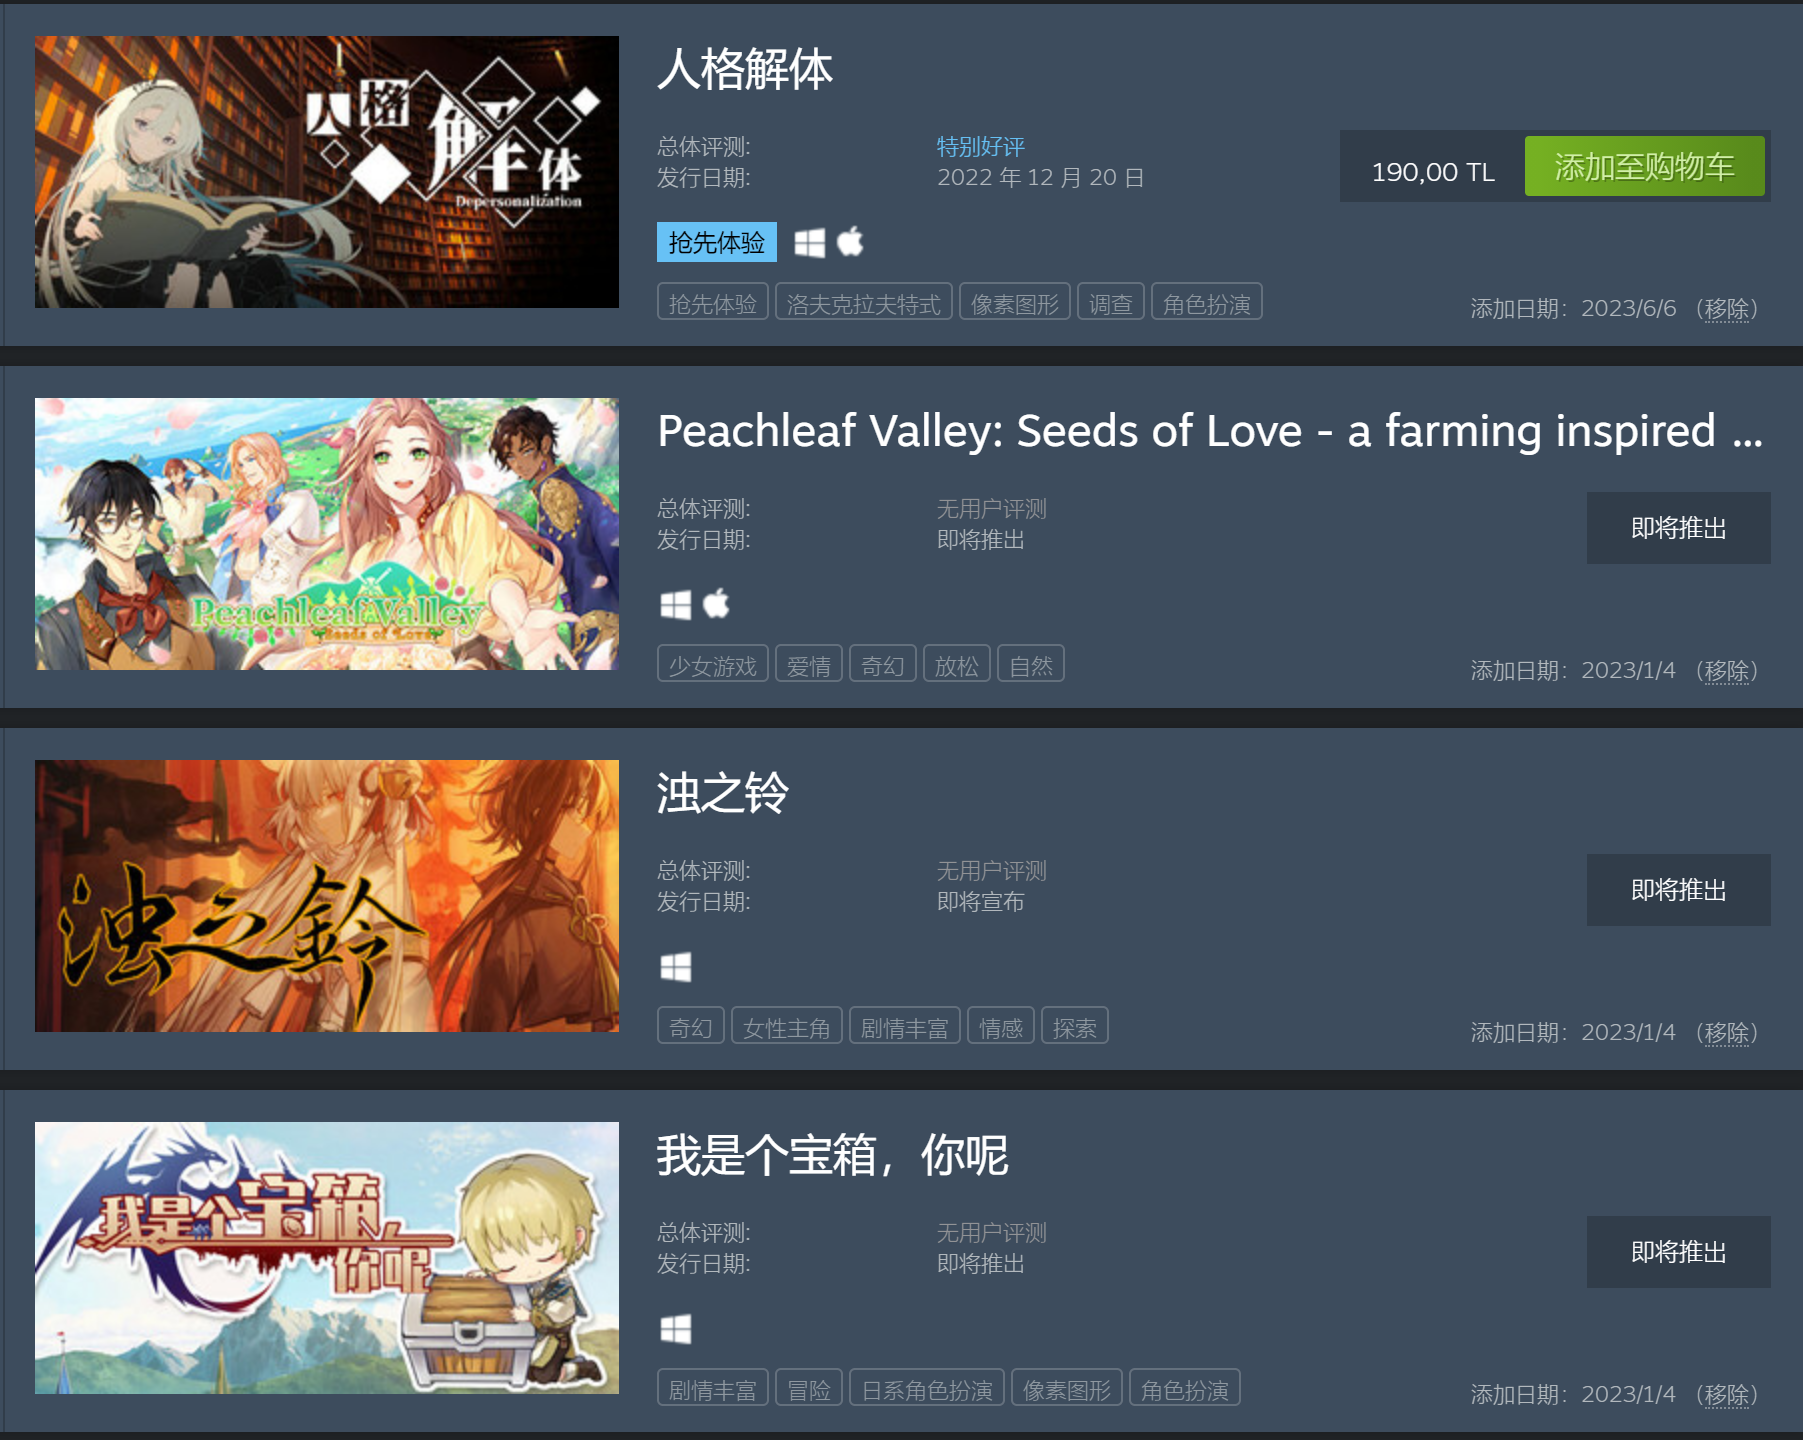 人格解体
Depersonalization
人格解体
总体评测:
特别好评
发行日期:
2022 年 12 月 20 日
190,00 TL
添加至购物车
抢先体验
抢先体验
洛夫克拉夫特式
像素图形
调查
角色扮演
添加日期：2023/6/6 （移除）
Peachleaf Valley
Seeds of Love
Peachleaf Valley: Seeds of Love - a farming inspired ...
总体评测:
无用户评测
发行日期:
即将推出
即将推出
少女游戏
爱情
奇幻
放松
自然
添加日期：2023/1/4 （移除）
浊之鈴
浊之铃
总体评测:
无用户评测
发行日期:
即将宣布
即将推出
奇幻
女性主角
剧情丰富
情感
探索
添加日期：2023/1/4 （移除）
我是个宝箱
你呢
我是个宝箱，你呢
总体评测:
无用户评测
发行日期:
即将推出
即将推出
剧情丰富
冒险
日系角色扮演
像素图形
角色扮演
添加日期：2023/1/4 （移除）